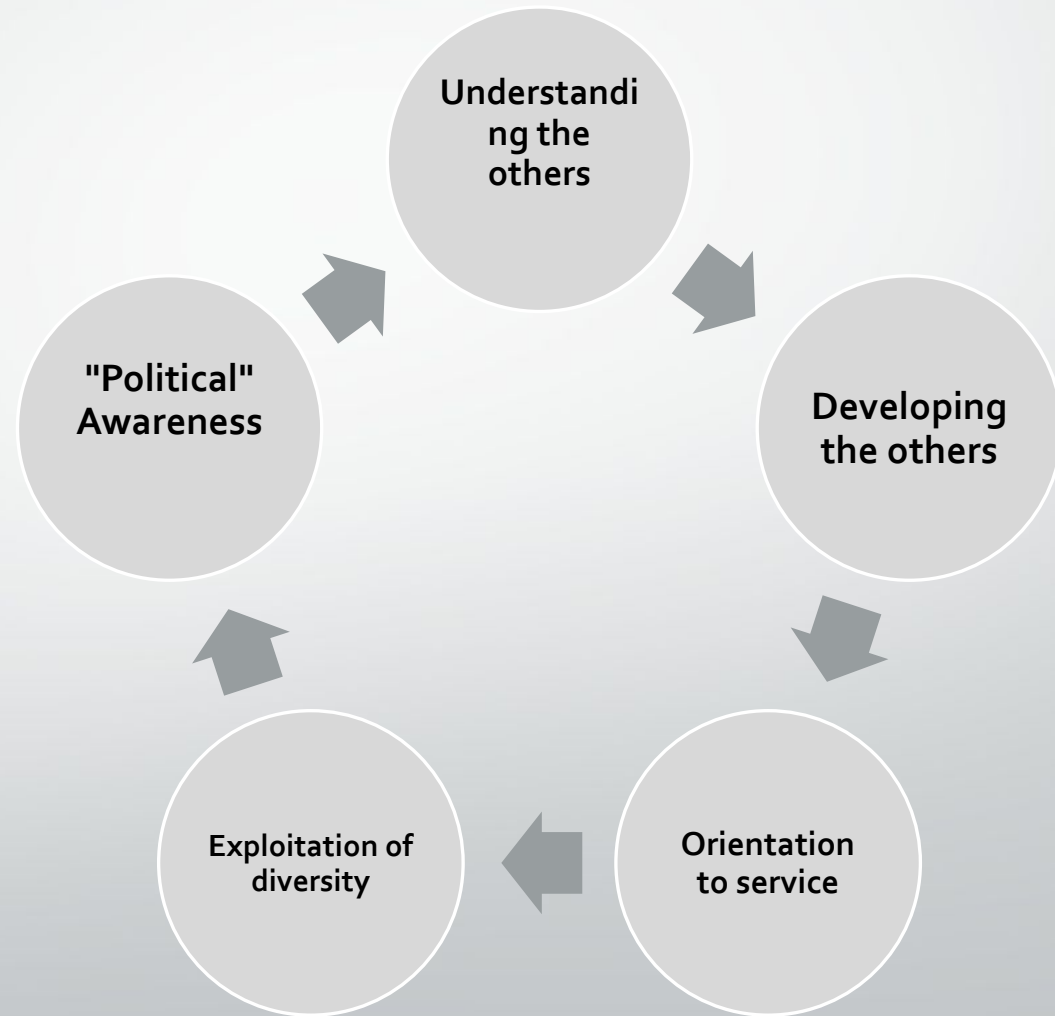 Understandi
ng the
others
Developing
the others
Orientation
to service
Exploitation of
diversity
"Political"
Awareness